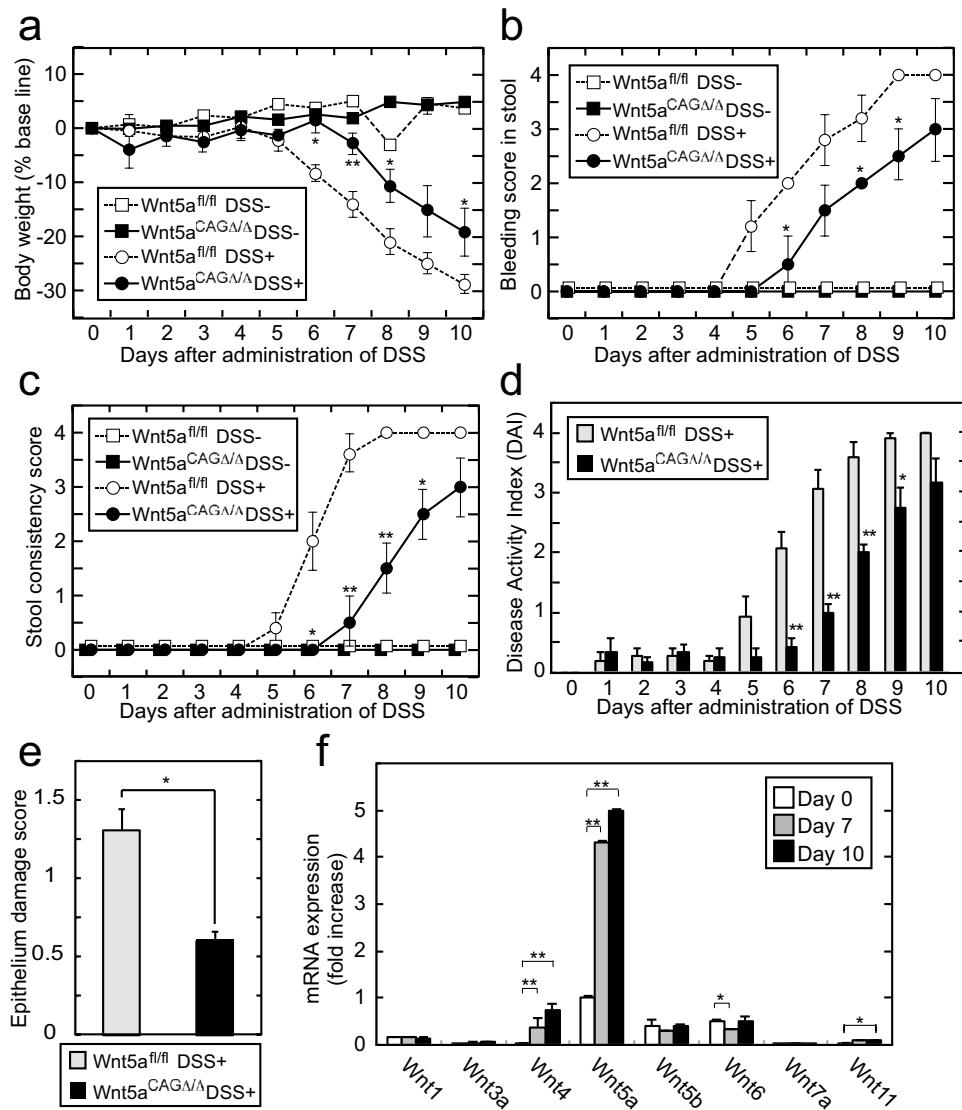 a
Body weight (% base line)
10
0
-10
-20
-30
Wnt5a^fl/fl DSS-
Wnt5a^CAGΔ/Δ DSS-
Wnt5a^fl/fl DSS+
Wnt5a^CAGΔ/Δ DSS+
*
**
*
*
0 1 2 3 4 5 6 7 8 9 10
Days after administration of DSS
b
Bleeding score in stool
4
3
2
1
0
Wnt5a^fl/fl DSS-
Wnt5a^CAGΔ/Δ DSS-
Wnt5a^fl/fl DSS+
Wnt5a^CAGΔ/Δ DSS+
*
*
*
0 1 2 3 4 5 6 7 8 9 10
Days after administration of DSS
c
Stool consistency score
4
3
2
1
0
Wnt5a^fl/fl DSS-
Wnt5a^CAGΔ/Δ DSS-
Wnt5a^fl/fl DSS+
Wnt5a^CAGΔ/Δ DSS+
*
**
**
*
0 1 2 3 4 5 6 7 8 9 10
Days after administration of DSS
d
Disease Activity Index (DAI)
4
3
2
1
0
Wnt5a^fl/fl DSS+
Wnt5a^CAGΔ/Δ DSS+
**
**
**
*
0 1 2 3 4 5 6 7 8 9 10
Days after administration of DSS
e
Epithelium damage score
1.5
1
0.5
0
*
Wnt5a^fl/fl DSS+
Wnt5a^CAGΔ/Δ DSS+
f
mRNA expression
(fold increase)
5
4
3
2
1
0
Day 0
Day 7
Day 10
**
**
**
**
*
*
Wnt1 Wnt3a Wnt4 Wnt5a Wnt5b Wnt6 Wnt7a Wnt11